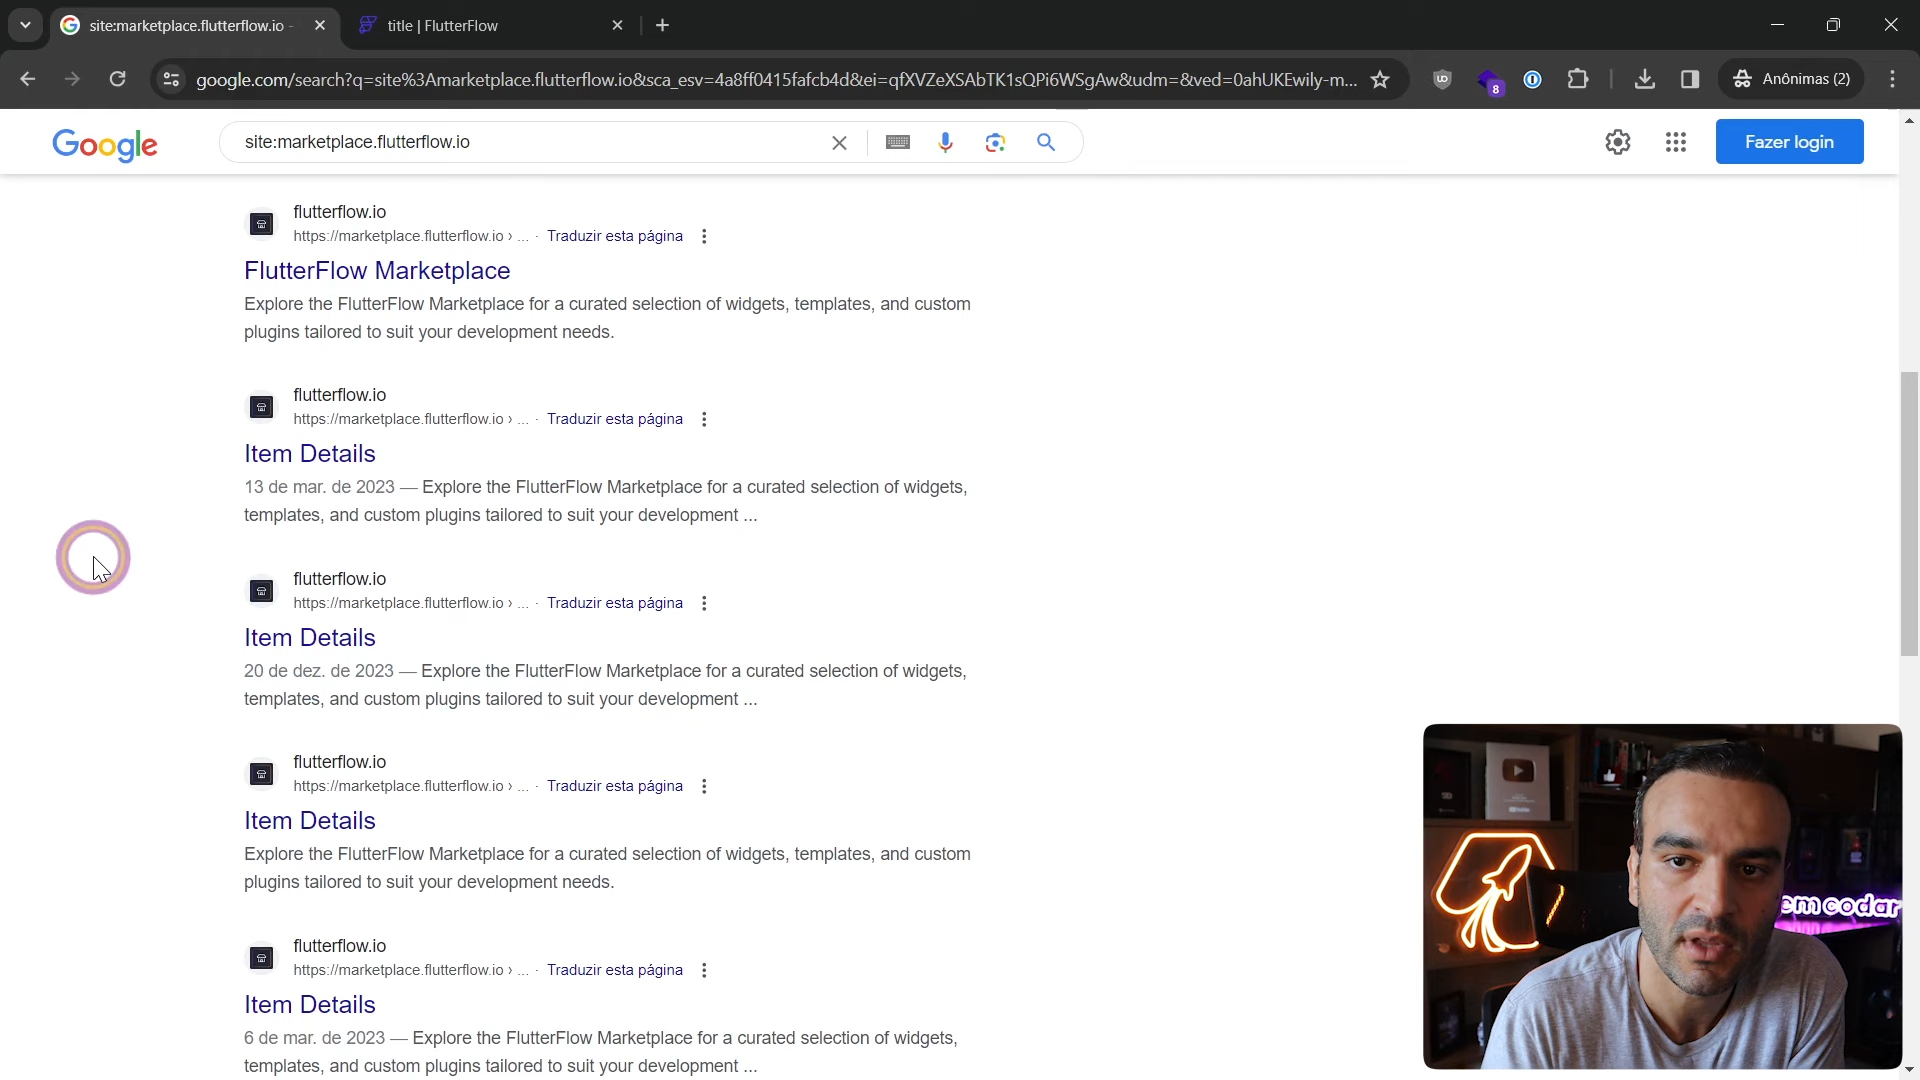 site:marketplace.flutterflow.io -
title | FlutterFlow
google.com/search?q=site%3Amarketplace.flutterflow.io&sca_esv=4a8ff0415fafcb4d&ei=qfXVZeXSAbTK1sQPi6WSgAw&udm=&ved=0ahUKEwily-m...
8
Anônimas (2)
Google
site:marketplace.flutterflow.io
Fazer login
flutterflow.io
https://marketplace.flutterflow.io › ... · Traduzir esta página
FlutterFlow Marketplace
Explore the FlutterFlow Marketplace for a curated selection of widgets, templates, and custom
plugins tailored to suit your development needs.
flutterflow.io
https://marketplace.flutterflow.io › ... · Traduzir esta página
Item Details
13 de mar. de 2023 — Explore the FlutterFlow Marketplace for a curated selection of widgets,
templates, and custom plugins tailored to suit your development ...
flutterflow.io
https://marketplace.flutterflow.io › ... · Traduzir esta página
Item Details
20 de dez. de 2023 — Explore the FlutterFlow Marketplace for a curated selection of widgets,
templates, and custom plugins tailored to suit your development ...
flutterflow.io
https://marketplace.flutterflow.io › ... · Traduzir esta página
Item Details
Explore the FlutterFlow Marketplace for a curated selection of widgets, templates, and custom
plugins tailored to suit your development needs.
flutterflow.io
https://marketplace.flutterflow.io › ... · Traduzir esta página
Item Details
6 de mar. de 2023 — Explore the FlutterFlow Marketplace for a curated selection of widgets,
templates, and custom plugins tailored to suit your development ...
em codar